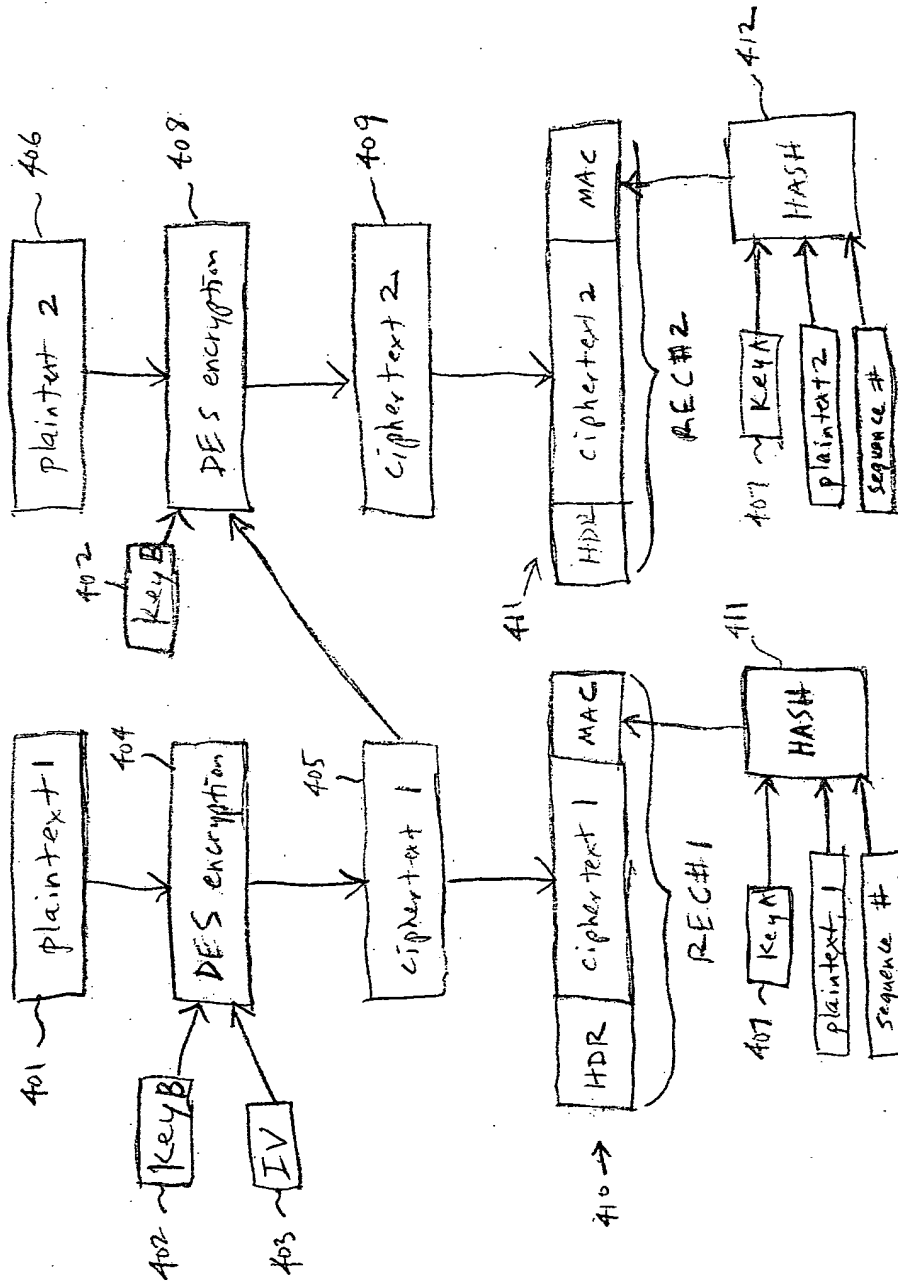 401
plaintext 1
402
Key B
403
IV
404
DES encryption
405
ciphertext 1
410
HDR
ciphertext 1
MAC
REC#1
407
Key A
plaintext 1
sequence #
HASH
411
406
plaintext 2
402
Key B
408
DES encryption
409
ciphertext 2
411
HDR
ciphertext 2
MAC
REC#2
407
Key A
plaintext 2
sequence #
HASH
412